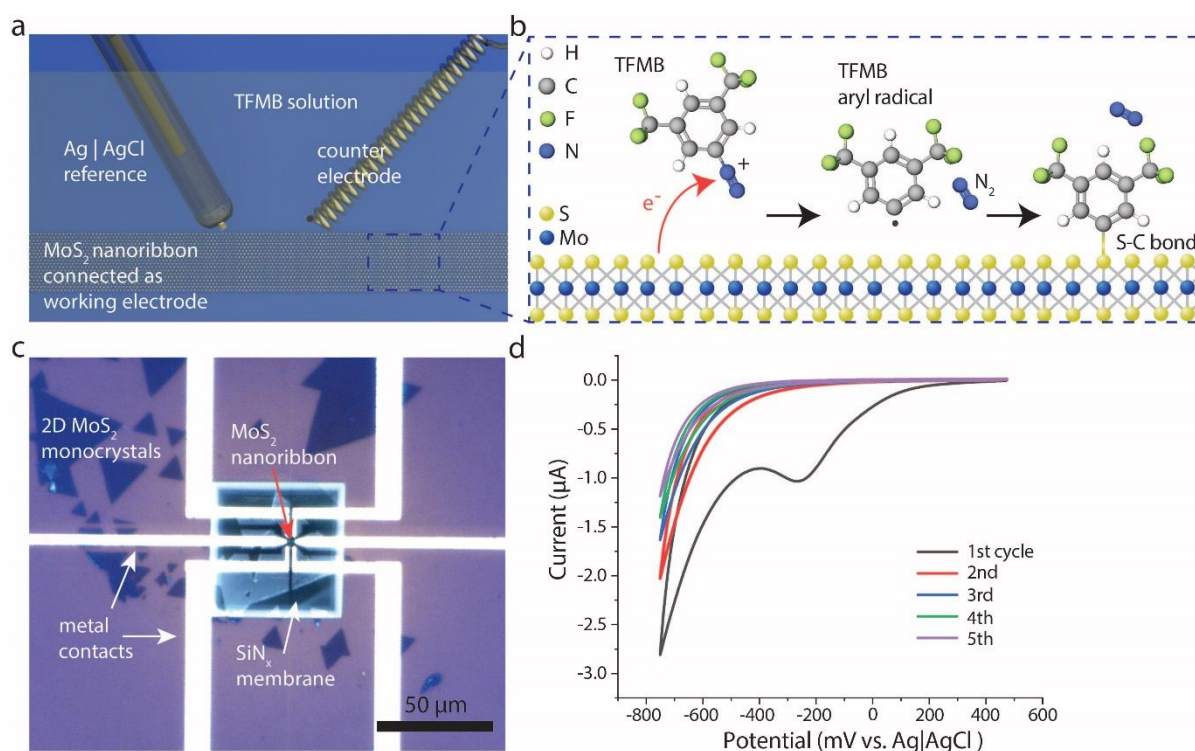 a
TFMB solution
Ag | AgCl
reference
counter
electrode
MoS₂ nanoribbon
connected as
working electrode
b
H
C
F
N
S
Mo
TFMB
+
e⁻
TFMB
aryl radical
N₂
S-C bond
c
2D MoS₂
monocrystals
MoS₂
nanoribbon
metal
contacts
SiNₓ
membrane
50 µm
d
0.0
-0.5
-1.0
-1.5
-2.0
-2.5
-3.0
Current (µA)
1st cycle
2nd
3rd
4th
5th
-800
-600
-400
-200
0
200
400
600
Potential (mV vs. Ag|AgCl )